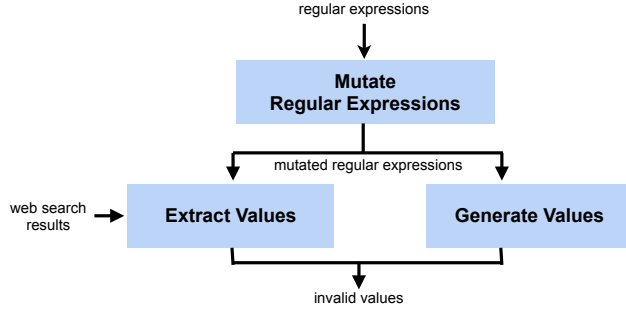 regular expressions
Mutate
Regular Expressions
mutated regular expressions
web search
results
Extract Values
Generate Values
invalid values